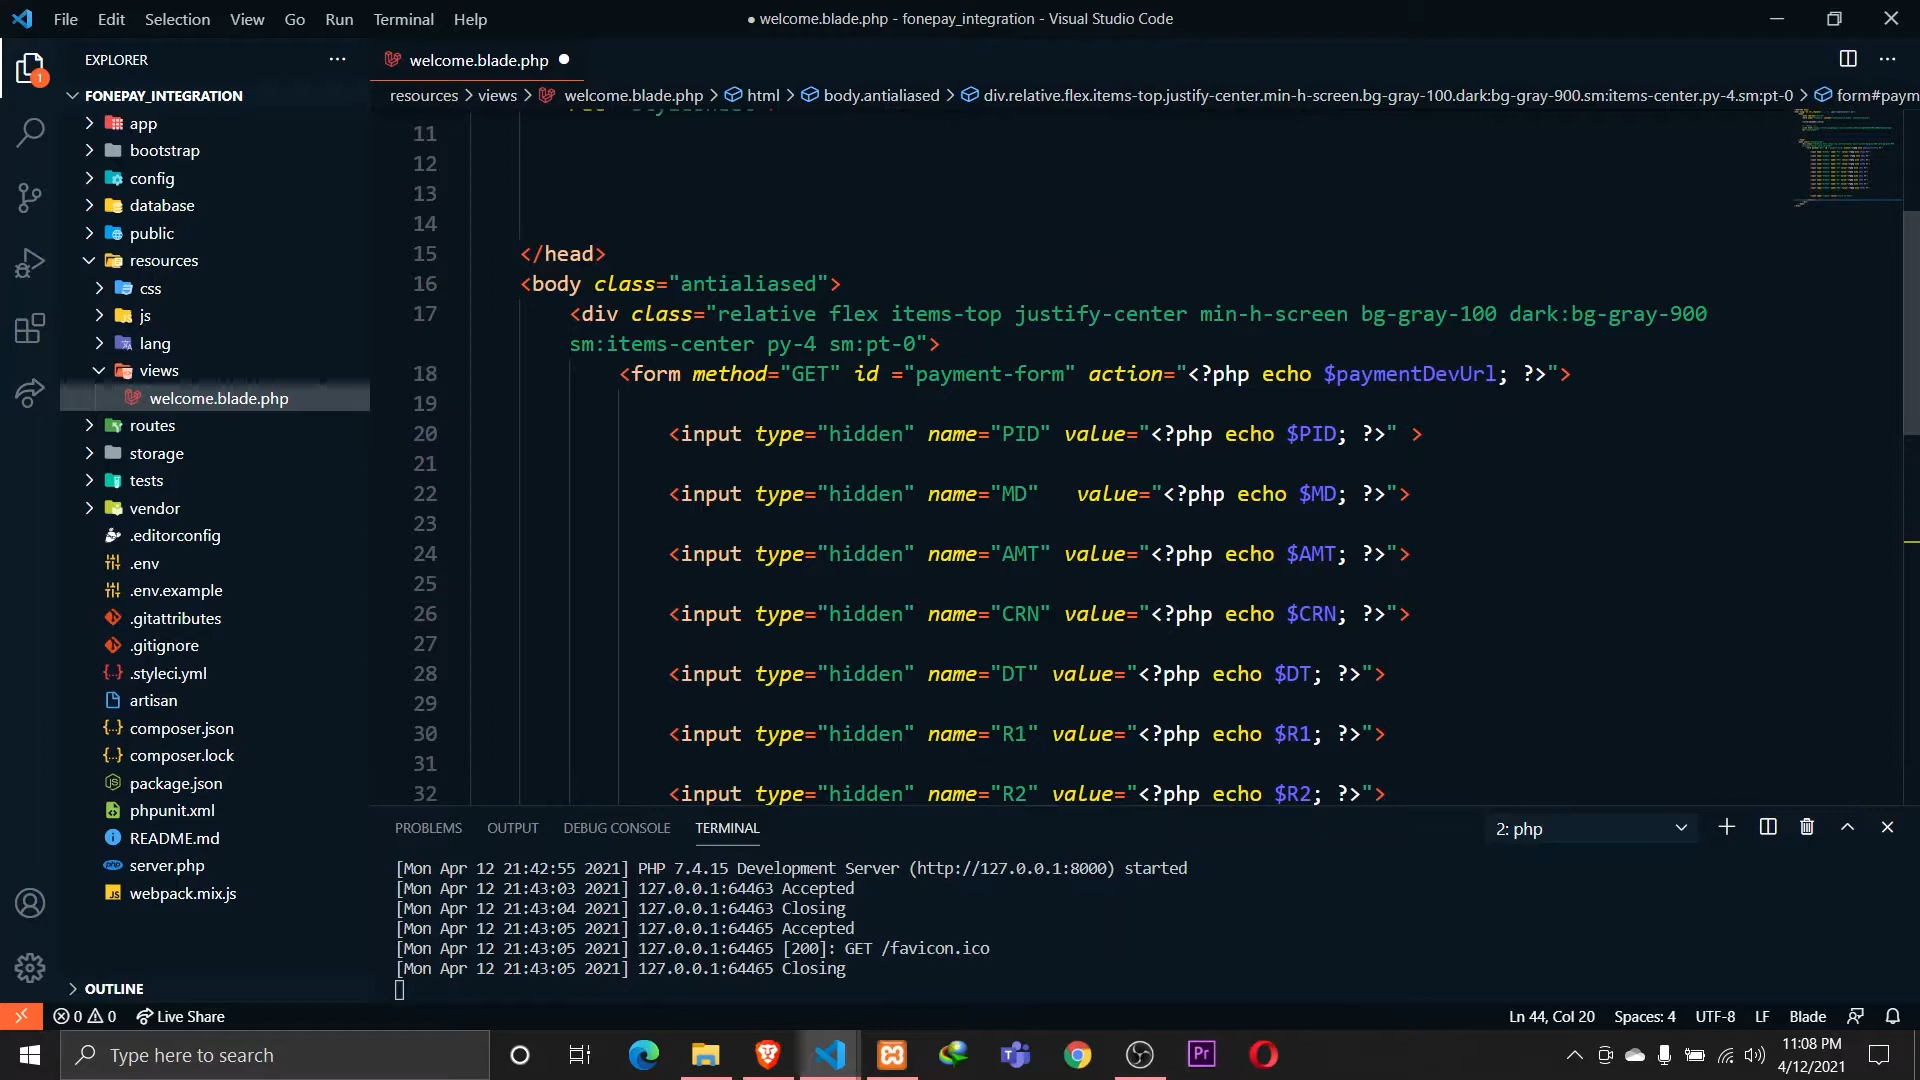 File Edit Selection View Go Run Terminal Help
● welcome.blade.php - fonepay_integration - Visual Studio Code
EXPLORER
1
FONEPAY_INTEGRATION
app
bootstrap
config
database
public
resources
css
js
lang
views
welcome.blade.php
routes
storage
tests
vendor
.editorconfig
.env
.env.example
.gitattributes
.gitignore
.styleci.yml
artisan
composer.json
composer.lock
package.json
phpunit.xml
README.md
server.php
webpack.mix.js
OUTLINE
welcome.blade.php ●
resources > views > welcome.blade.php > html > body.antialiased > div.relative.flex.items-top.justify-center.min-h-screen.bg-gray-100.dark:bg-gray-900.sm:items-center.py-4.sm:pt-0 > form#paym
11
12
13
14
15 </head>
16 <body class="antialiased">
17 <div class="relative flex items-top justify-center min-h-screen bg-gray-100 dark:bg-gray-900
sm:items-center py-4 sm:pt-0">
18 <form method="GET" id ="payment-form" action="<?php echo $paymentDevUrl; ?>">
19
20 <input type="hidden" name="PID" value="<?php echo $PID; ?>" >
21
22 <input type="hidden" name="MD"   value="<?php echo $MD; ?>">
23
24 <input type="hidden" name="AMT" value="<?php echo $AMT; ?>">
25
26 <input type="hidden" name="CRN" value="<?php echo $CRN; ?>">
27
28 <input type="hidden" name="DT" value="<?php echo $DT; ?>">
29
30 <input type="hidden" name="R1" value="<?php echo $R1; ?>">
31
32 <input type="hidden" name="R2" value="<?php echo $R2; ?>">
PROBLEMS OUTPUT DEBUG CONSOLE TERMINAL 2: php
[Mon Apr 12 21:42:55 2021] PHP 7.4.15 Development Server (http://127.0.0.1:8000) started
[Mon Apr 12 21:43:03 2021] 127.0.0.1:64463 Accepted
[Mon Apr 12 21:43:04 2021] 127.0.0.1:64463 Closing
[Mon Apr 12 21:43:05 2021] 127.0.0.1:64465 Accepted
[Mon Apr 12 21:43:05 2021] 127.0.0.1:64465 [200]: GET /favicon.ico
[Mon Apr 12 21:43:05 2021] 127.0.0.1:64465 Closing
0 0 Live Share Ln 44, Col 20 Spaces: 4 UTF-8 LF Blade
Type here to search
Pr
11:08 PM
4/12/2021